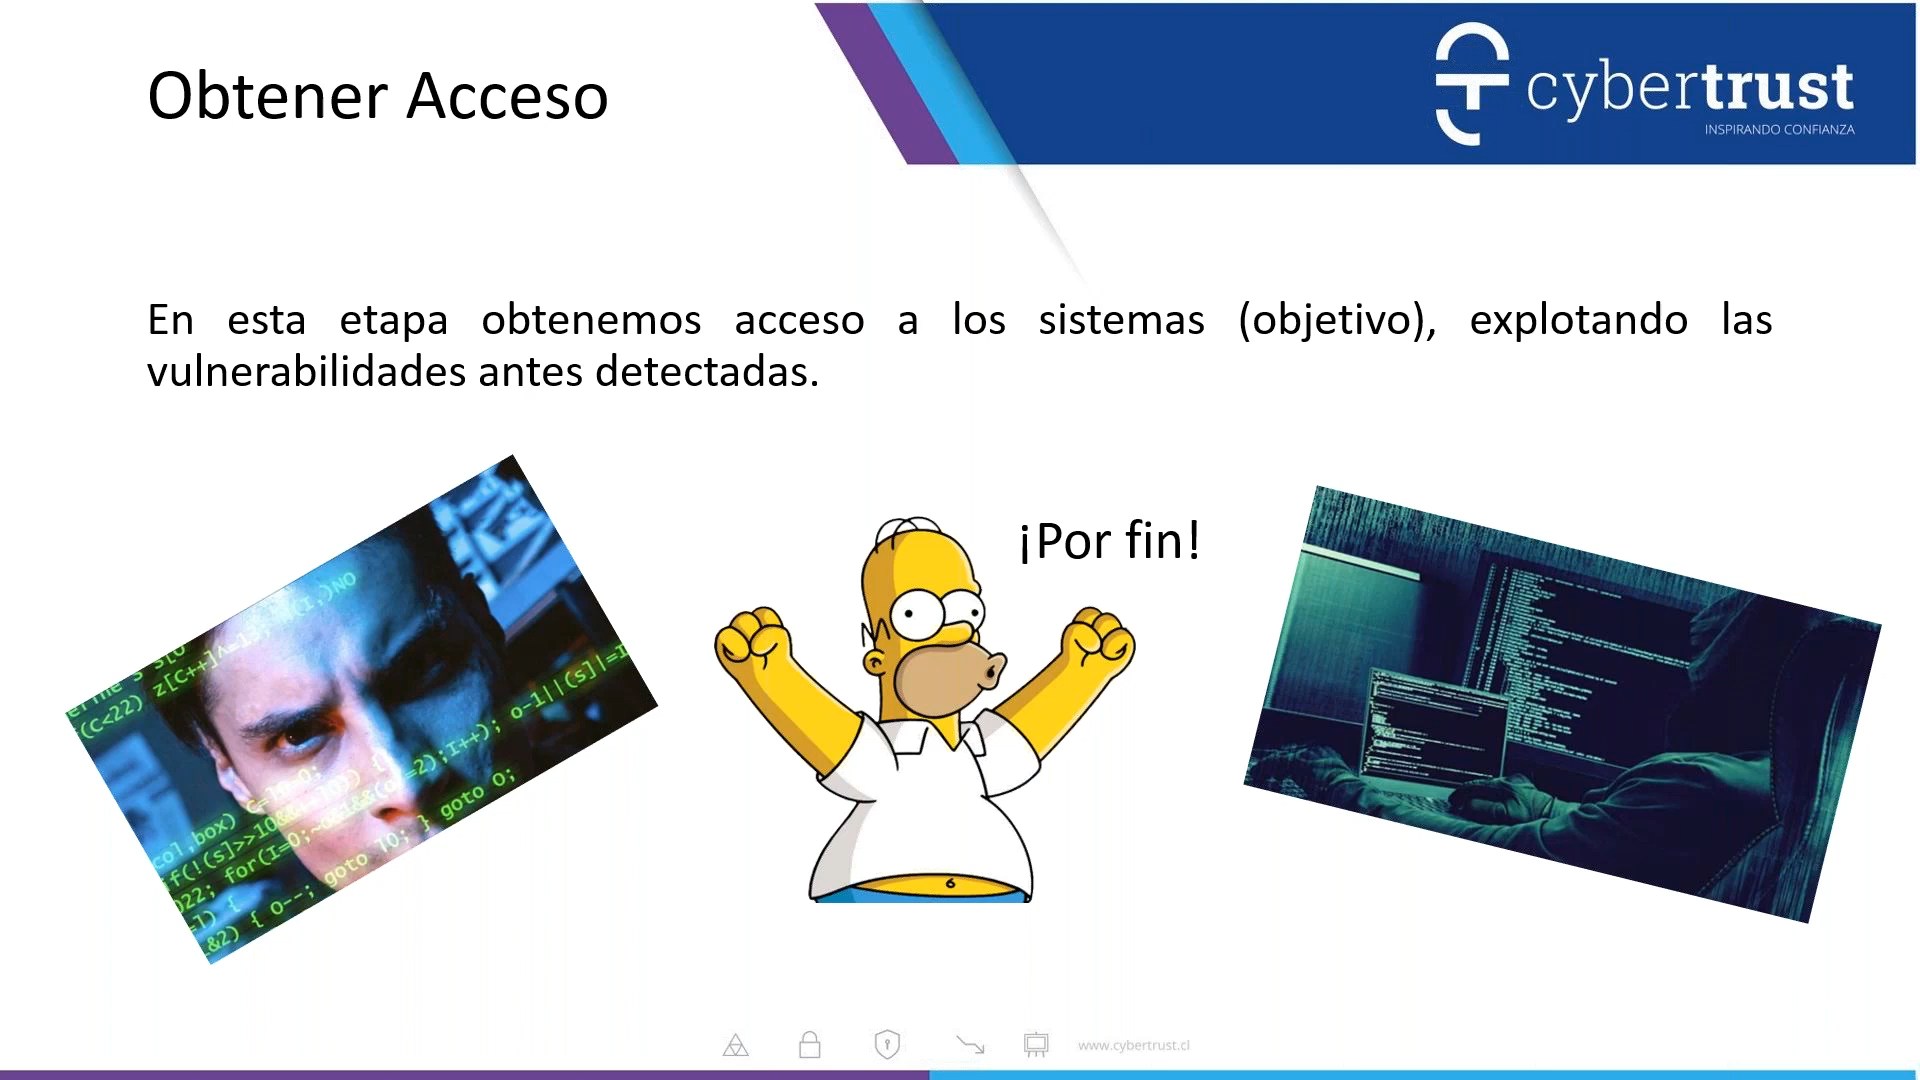 Obtener Acceso
cybertrust
INSPIRANDO CONFIANZA
En esta etapa obtenemos acceso a los sistemas (objetivo), explotando las
vulnerabilidades antes detectadas.
¡Por fin!
www.cybertrust.cl